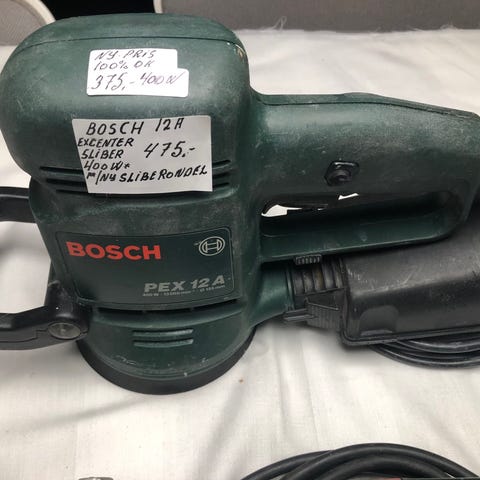 NY PRIS
100% OK
375,- 400W
BOSCH 12A
EXCENTER
SLIBER 475,-
400W*
M/NY SLIBERONDEL
BOSCH
PEX 12 A